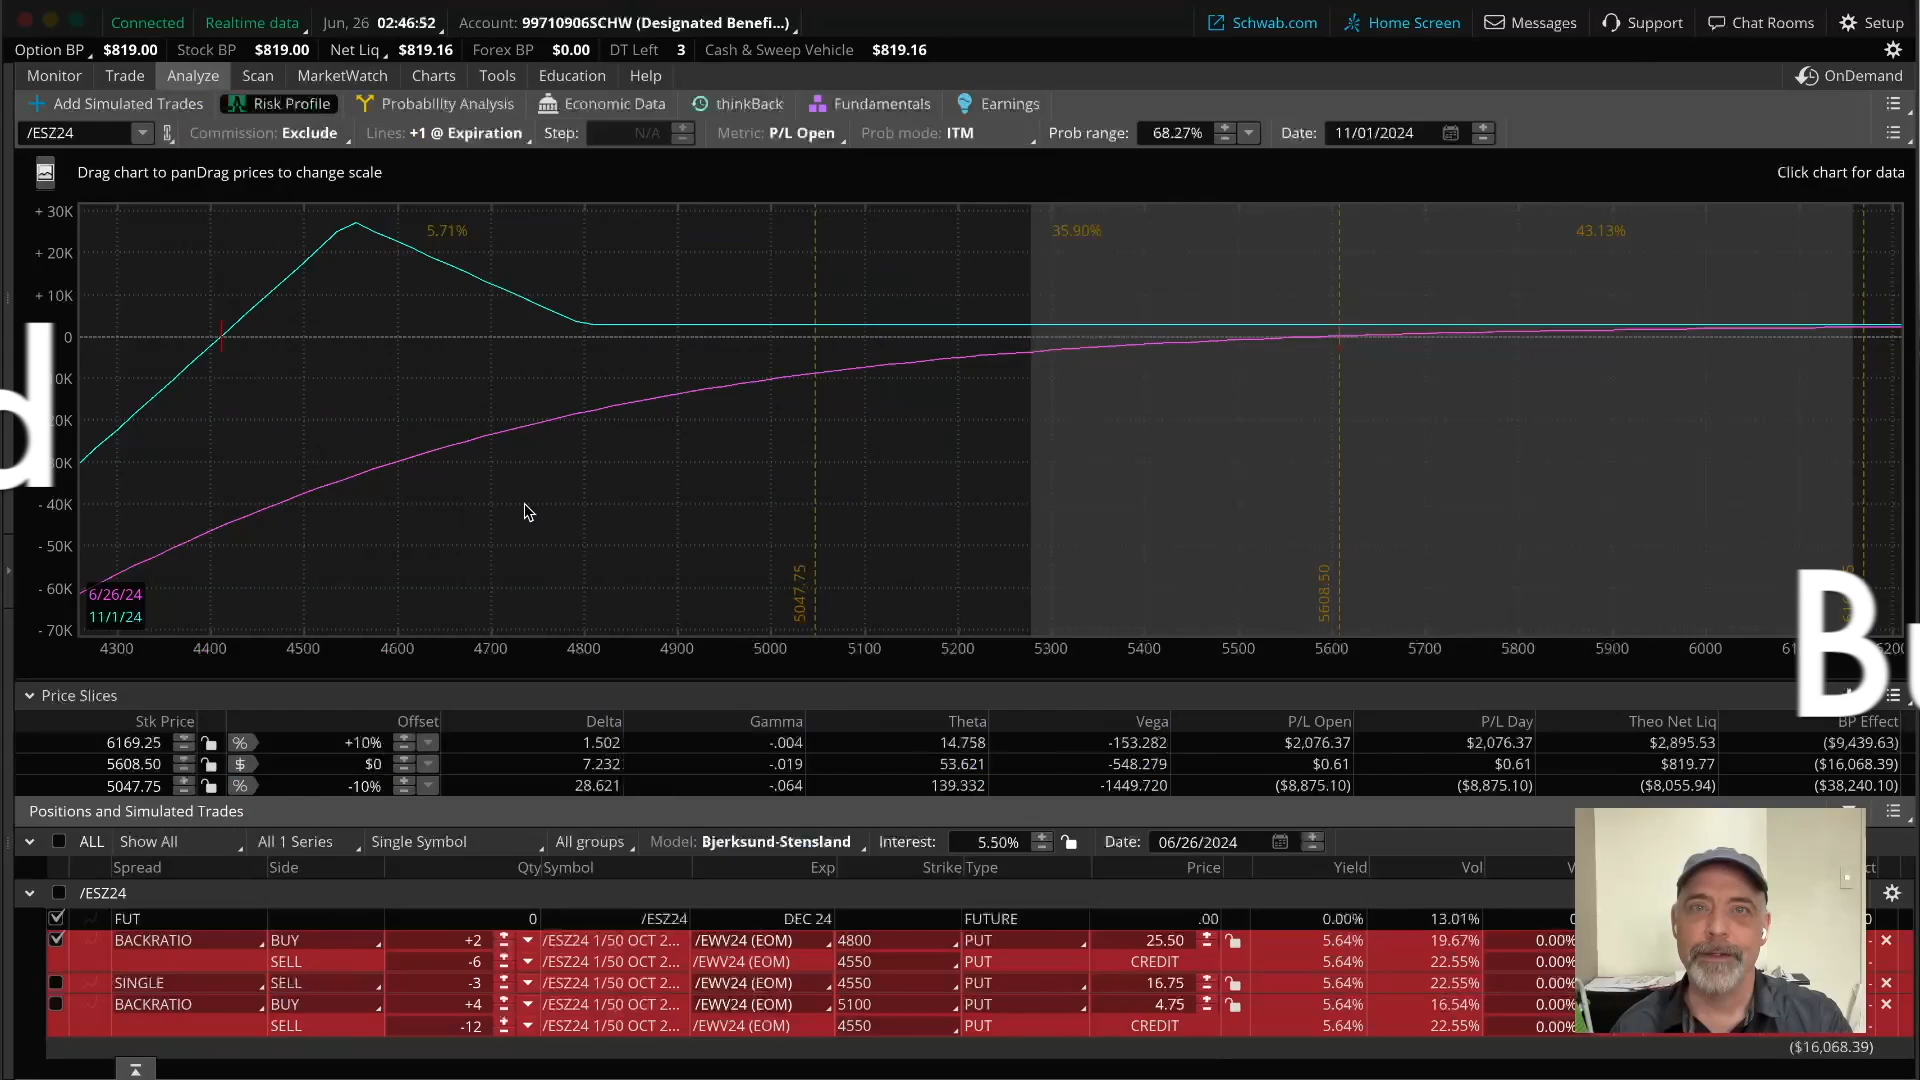 Connected Realtime data Jun, 26 02:46:52 Account: 99710906SCHW (Designated Benefi...) Schwab.com Home Screen Messages Support Chat Rooms Setup
Option BP $819.00 Stock BP $819.00 Net Liq $819.16 Forex BP $0.00 DT Left 3 Cash & Sweep Vehicle $819.16
Monitor Trade Analyze Scan MarketWatch Charts Tools Education Help OnDemand
Add Simulated Trades Risk Profile Probability Analysis Economic Data thinkBack Fundamentals Earnings
/ESZ24 Commission: Exclude Lines: +1 @ Expiration Step: N/A Metric: P/L Open Prob mode: ITM Prob range: 68.27% Date: 11/01/2024
Drag chart to panDrag prices to change scale Click chart for data
+ 30K
5.71% 35.90% 43.13%
+ 20K
+ 10K
0
d
- 40K
- 50K
- 60K
- 70K
6/26/24
11/1/24
5047.75 5608.50
Bu
4300 4400 4500 4600 4700 4800 4900 5000 5100 5200 5300 5400 5500 5600 5700 5800 5900 6000
Price Slices
Stk Price Offset Delta Gamma Theta Vega P/L Open P/L Day Theo Net Liq BP Effect
6169.25 % +10% 1.502 -.004 14.758 -153.282 $2,076.37 $2,076.37 $2,895.53 ($9,439.63)
5608.50 $ $0 7.232 -.019 53.621 -548.279 $0.61 $0.61 $819.77 ($16,068.39)
5047.75 % -10% 28.621 -.064 139.332 -1449.720 ($8,875.10) ($8,875.10) ($8,055.94) ($38,240.10)
Positions and Simulated Trades
ALL Show All All 1 Series Single Symbol All groups Model: Bjerksund-Stensland Interest: 5.50% Date: 06/26/2024
Spread Side Qty Symbol Exp Strike Type Price Yield Vol
/ESZ24
FUT 0 /ESZ24 DEC 24 FUTURE .00 0.00% 13.01%
BACKRATIO BUY +2 /ESZ24 1/50 OCT 2... /EWV24 (EOM) 4800 PUT 25.50 5.64% 19.67% 0.00%
SELL -6 /ESZ24 1/50 OCT 2... /EWV24 (EOM) 4550 PUT CREDIT 5.64% 22.55% 0.00%
SINGLE SELL -3 /ESZ24 1/50 OCT 2... /EWV24 (EOM) 4550 PUT 16.75 5.64% 22.55% 0.00%
BACKRATIO BUY +4 /ESZ24 1/50 OCT 2... /EWV24 (EOM) 5100 PUT 4.75 5.64% 16.54% 0.00%
SELL -12 /ESZ24 1/50 OCT 2... /EWV24 (EOM) 4550 PUT CREDIT 5.64% 22.55% 0.00%
($16,068.39)